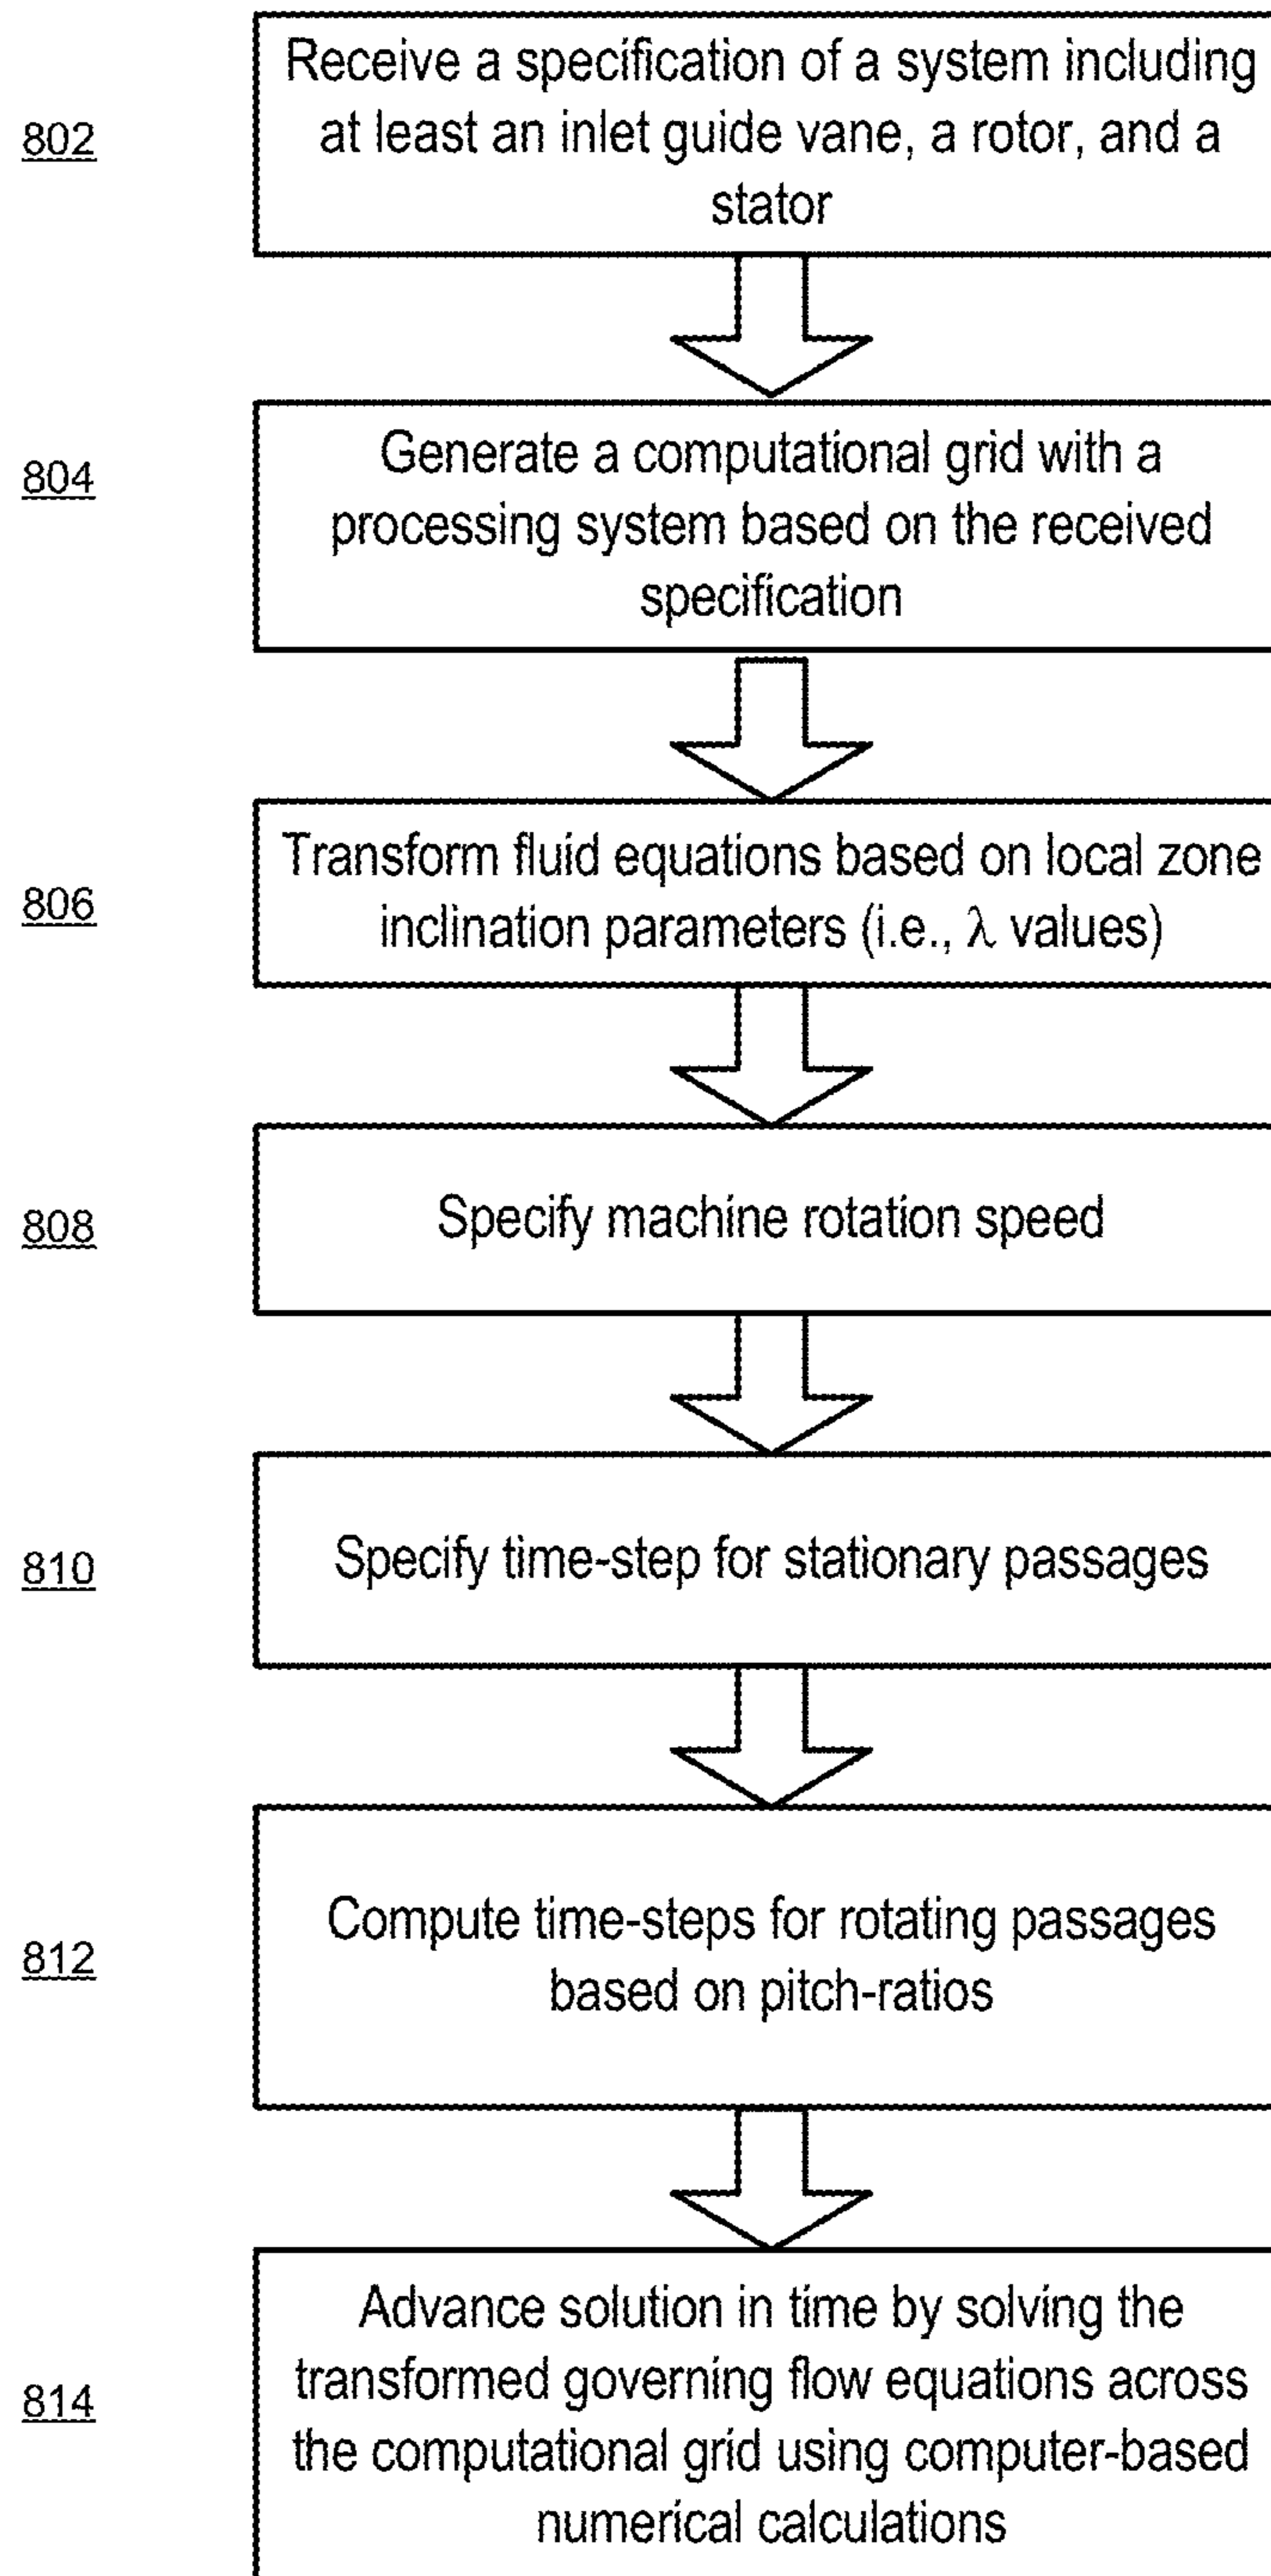 802
Receive a specification of a system including
at least an inlet guide vane, a rotor, and a
stator
804
Generate a computational grid with a
processing system based on the received
specification
806
Transform fluid equations based on local zone
inclination parameters (i.e., λ values)
808
Specify machine rotation speed
810
Specify time-step for stationary passages
812
Compute time-steps for rotating passages
based on pitch-ratios
814
Advance solution in time by solving the
transformed governing flow equations across
the computational grid using computer-based
numerical calculations